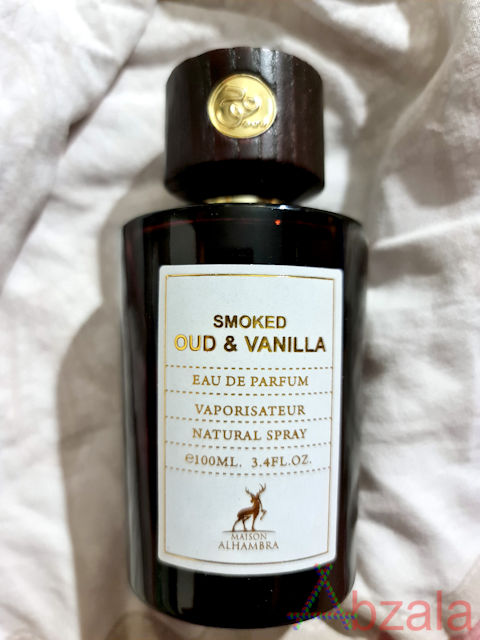 SMOKED
OUD & VANILLA
EAU DE PARFUM
VAPORISATEUR
NATURAL SPRAY
℮100ML. 3.4FL.OZ.
MAISON
ALHAMBRA
Abzala